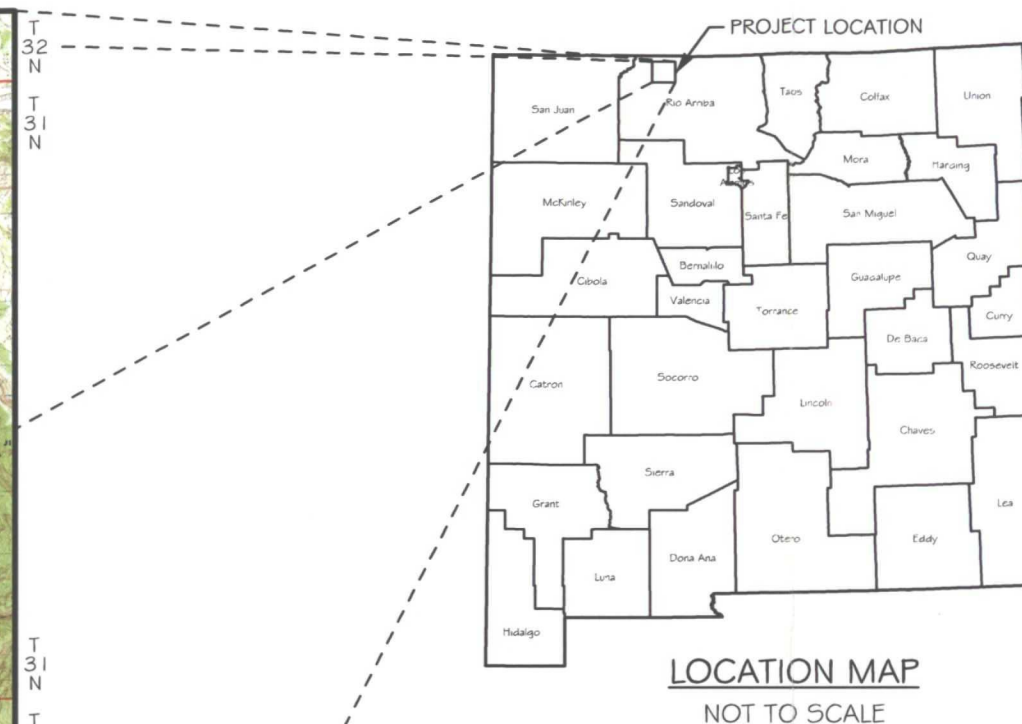 T
32
N
T
31
N
T
31
N
T
PROJECT LOCATION
San Juan
Rio Arriba
Taos
Colfax
Union
Mora
Harding
McKinley
Sandoval
Santa Fe
San Miguel
Quay
Cibola
Bernalillo
Valencia
Torrance
Guadalupe
Curry
De Baca
Roosevelt
Catron
Socorro
Lincoln
Chaves
Sierra
Grant
Lea
Otero
Eddy
Dona Ana
Luna
Hidalgo
LOCATION MAP
NOT TO SCALE